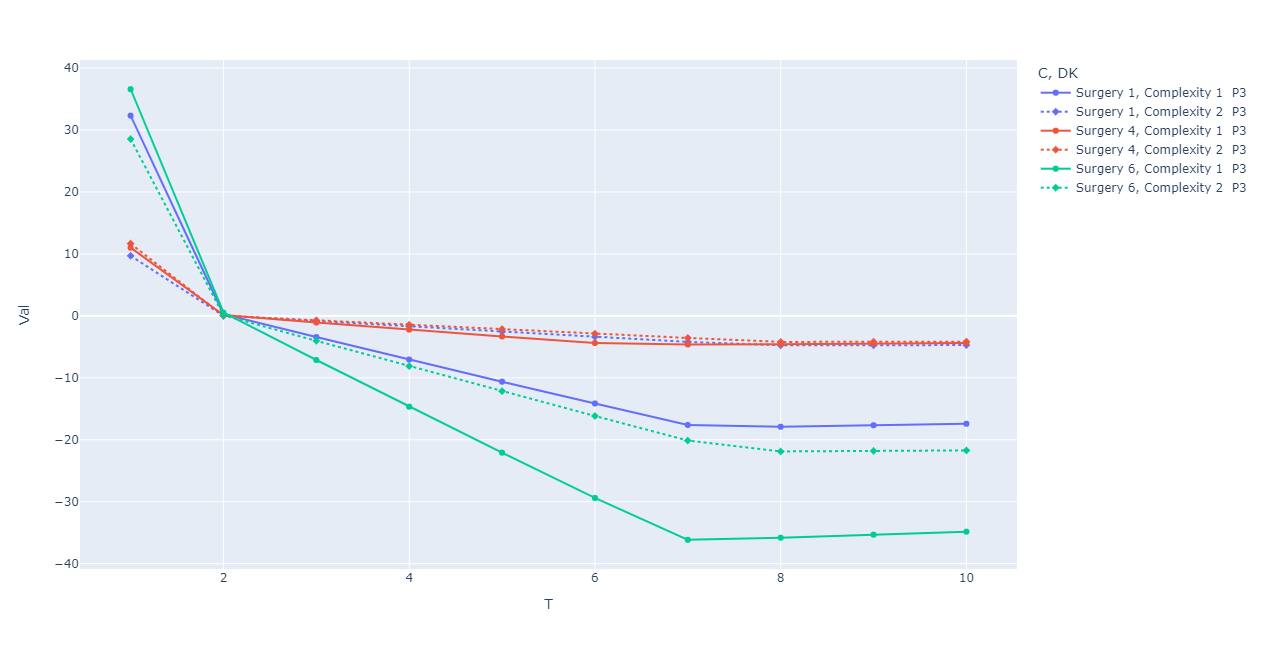 40
30
20
10
0
−10
−20
−30
−40
Val
2
4
6
8
10
T
C, DK
Surgery 1, Complexity 1  P3
Surgery 1, Complexity 2  P3
Surgery 4, Complexity 1  P3
Surgery 4, Complexity 2  P3
Surgery 6, Complexity 1  P3
Surgery 6, Complexity 2  P3